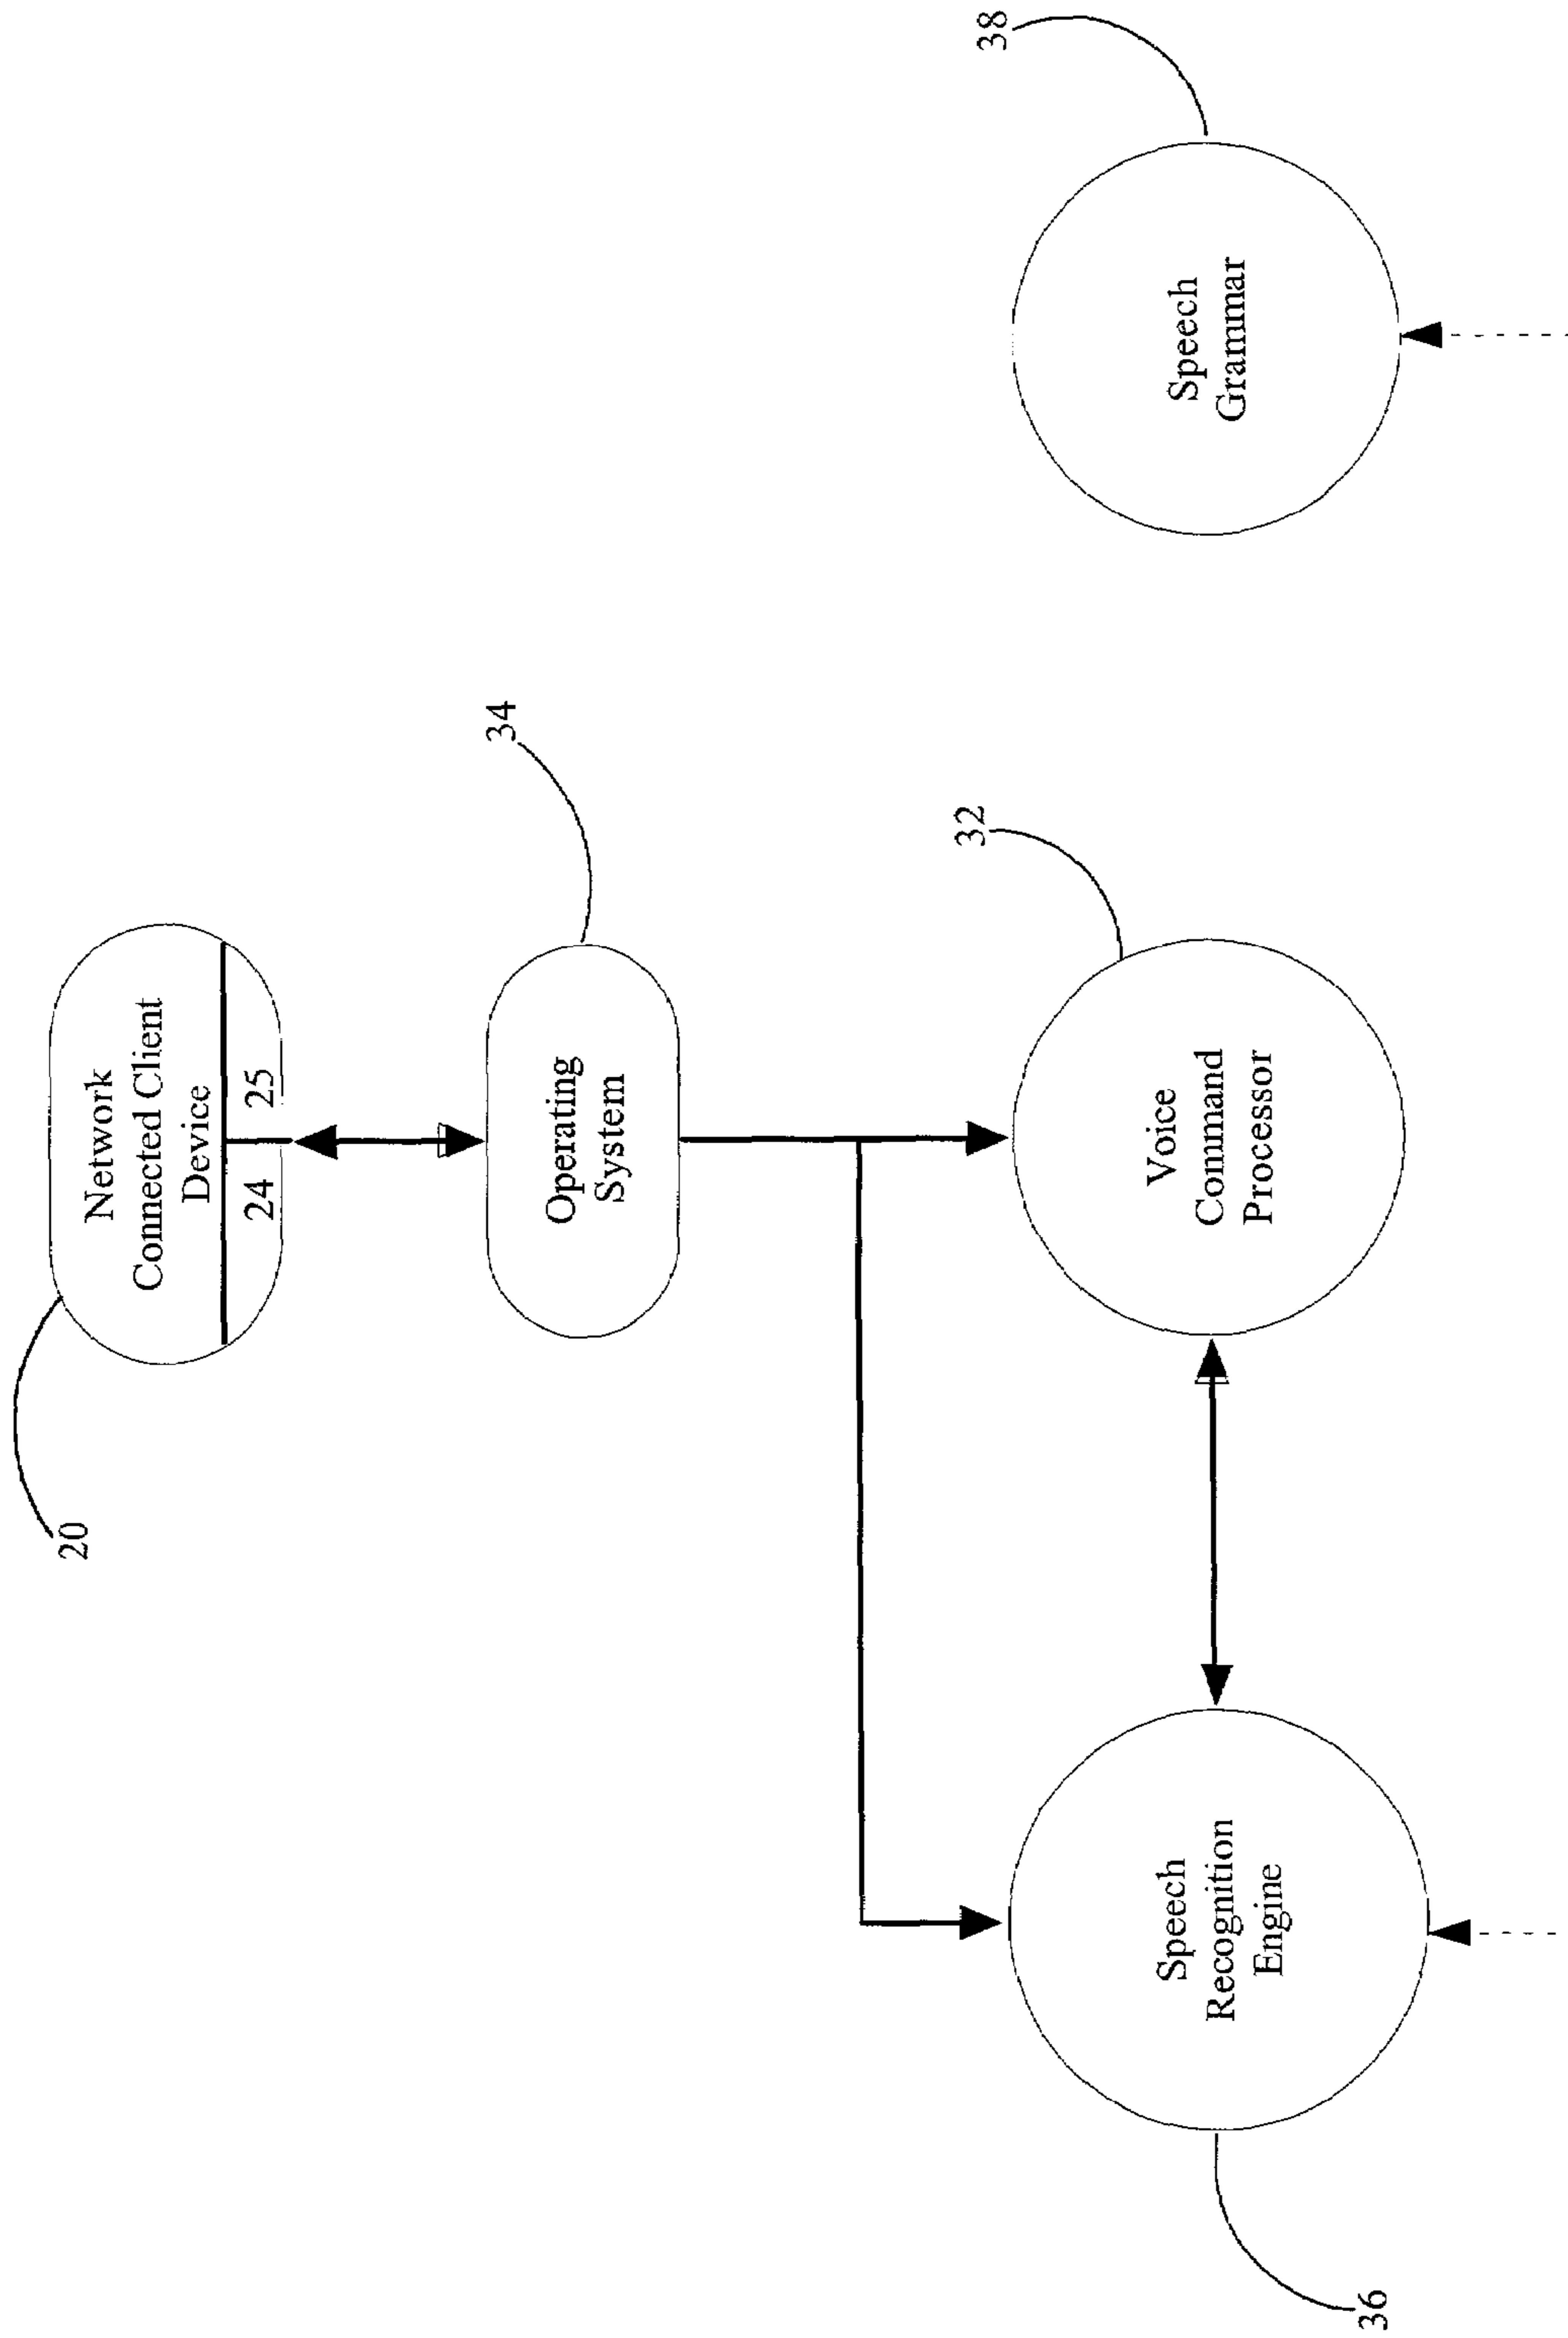 20
Network
Connected Client
Device
24 25
34
Operating
System
36
Speech
Recognition
Engine
32
Voice
Command
Processor
38
Speech
Grammar